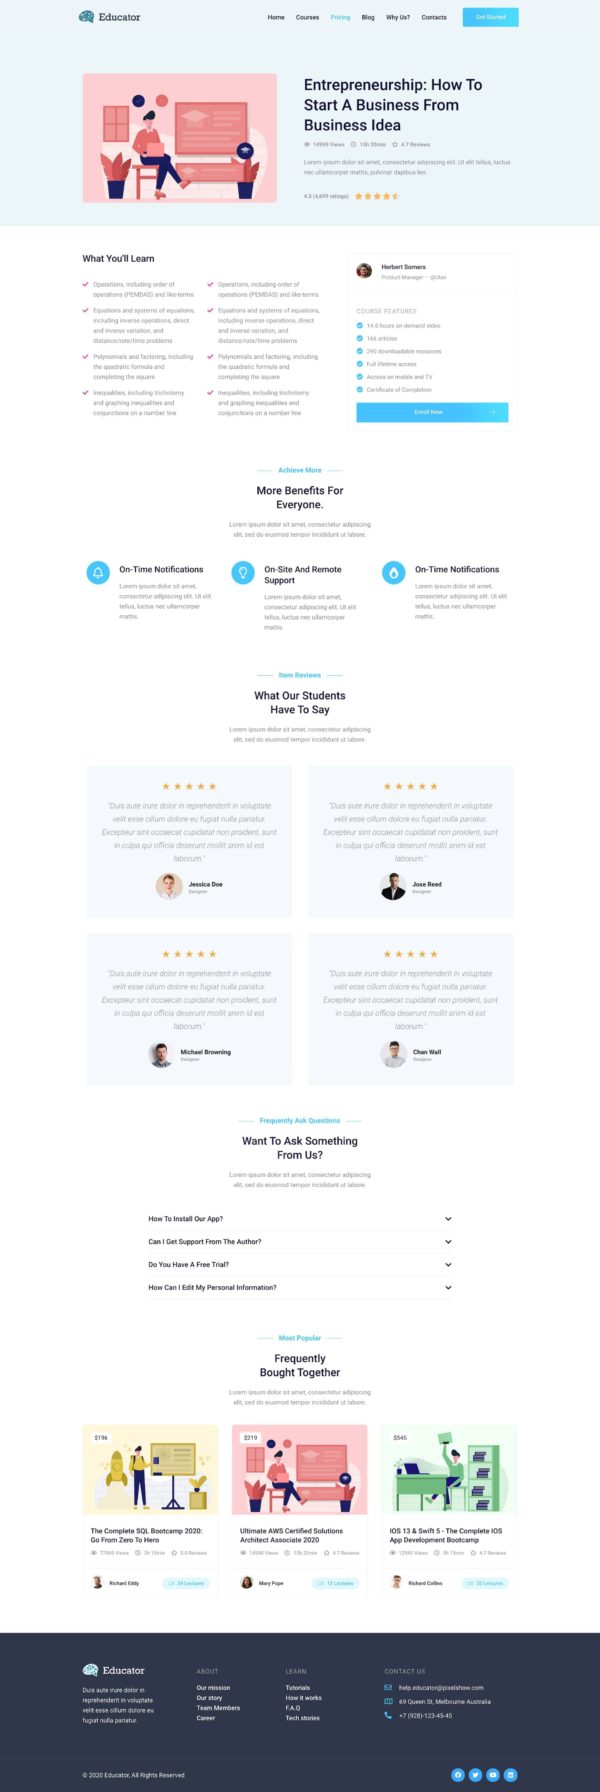 Educator
Home Courses Pricing Blog Why Us? Contacts Get Started
Entrepreneurship: How To
Start A Business From
Business Idea
14998 Views 15h 20min 4.7 Reviews
Lorem ipsum dolor sit amet, consectetur adipiscing elit. Ut elit tellus, luctus
nec ullamcorper mattis, pulvinar dapibus leo.
4.5 (4,699 ratings)
What You'll Learn
Operations, including order of
operations (PEMDAS) and like-terms
Equations and systems of equations,
including inverse operations, direct
and inverse variation, and
distance/rate/time problems
Polynomials and factoring, including
the quadratic formula and
completing the square
Inequalities, including trichotomy
and graphing inequalities and
conjunctions on a number line
Operations, including order of
operations (PEMDAS) and like-terms
Equations and systems of equations,
including inverse operations, direct
and inverse variation, and
distance/rate/time problems
Polynomials and factoring, including
the quadratic formula and
completing the square
Inequalities, including trichotomy
and graphing inequalities and
conjunctions on a number line
Herbert Somers
Product Manager – @Uber
COURSE FEATURES
14.5 hours on-demand video
166 articles
290 downloadable resources
Full lifetime access
Access on mobile and TV
Certificate of Completion
Enroll Now
Achieve More
More Benefits For
Everyone.
Lorem ipsum dolor sit amet, consectetur adipiscing
elit, sed do eiusmod tempor incididunt ut labore.
On-Time Notifications
Lorem ipsum dolor sit amet,
consectetur adipiscing elit. Ut elit
tellus, luctus nec ullamcorper
mattis.
On-Site And Remote
Support
Lorem ipsum dolor sit amet,
consectetur adipiscing elit. Ut elit
tellus, luctus nec ullamcorper
mattis.
On-Time Notifications
Lorem ipsum dolor sit amet,
consectetur adipiscing elit. Ut elit
tellus, luctus nec ullamcorper
mattis.
Item Reviews
What Our Students
Have To Say
Lorem ipsum dolor sit amet, consectetur adipiscing
elit, sed do eiusmod tempor incididunt ut labore.
"Duis aute irure dolor in reprehenderit in voluptate
velit esse cillum dolore eu fugiat nulla pariatur.
Excepteur sint occaecat cupidatat non proident, sunt
in culpa qui officia deserunt mollit anim id est
laborum."
Jessica Doe
Designer
"Duis aute irure dolor in reprehenderit in voluptate
velit esse cillum dolore eu fugiat nulla pariatur.
Excepteur sint occaecat cupidatat non proident, sunt
in culpa qui officia deserunt mollit anim id est
laborum."
Jose Reed
Designer
"Duis aute irure dolor in reprehenderit in voluptate
velit esse cillum dolore eu fugiat nulla pariatur.
Excepteur sint occaecat cupidatat non proident, sunt
in culpa qui officia deserunt mollit anim id est
laborum."
Michael Browning
Designer
"Duis aute irure dolor in reprehenderit in voluptate
velit esse cillum dolore eu fugiat nulla pariatur.
Excepteur sint occaecat cupidatat non proident, sunt
in culpa qui officia deserunt mollit anim id est
laborum."
Chan Wall
Designer
Frequently Ask Questions
Want To Ask Something
From Us?
Lorem ipsum dolor sit amet, consectetur adipiscing
elit, sed do eiusmod tempor incididunt ut labore.
How To Install Our App?
Can I Get Support From The Author?
Do You Have A Free Trial?
How Can I Edit My Personal Information?
Most Popular
Frequently
Bought Together
Lorem ipsum dolor sit amet, consectetur adipiscing
elit, sed do eiusmod tempor incididunt ut labore.
$196
The Complete SQL Bootcamp 2020:
Go From Zero To Hero
77945 Views 3h 15min 5.0 Reviews
Richard Eddy 24 Lectures
$219
Ultimate AWS Certified Solutions
Architect Associate 2020
14998 Views 15h 20min 4.7 Reviews
Mary Pope 12 Lectures
$545
IOS 13 & Swift 5 - The Complete IOS
App Development Bootcamp
12540 Views 5h 15min 4.7 Reviews
Richard Collins 32 Lectures
Educator
Duis aute irure dolor in
reprehenderit in voluptate
velit esse cillum dolore eu
fugiat nulla pariatur.
ABOUT
Our mission
Our story
Team Members
Career
LEARN
Tutorials
How it works
F.A.Q
Tech stories
CONTACT US
help.educator@pixelshow.com
69 Queen St, Melbourne Australia
+7 (928)-123-45-45
© 2020 Educator, All Rights Reserved